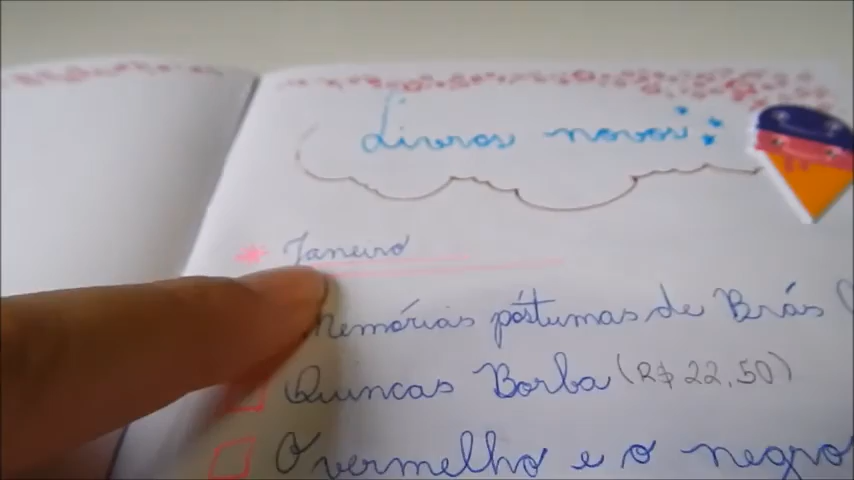 Livros novos:
* Janeiro
Memórias póstumas de Brás
Quincas Borba (R$ 22,50)
O vermelho e o negro